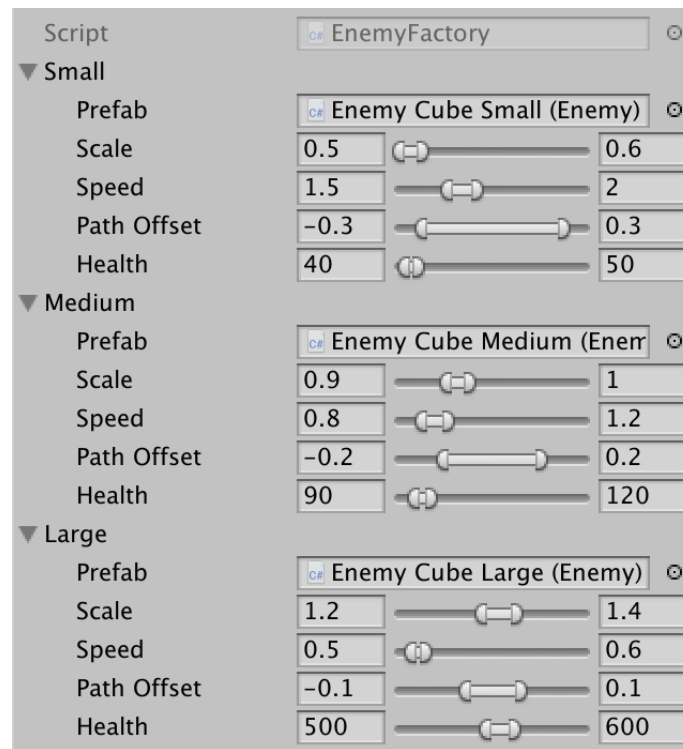 Script EnemyFactory
Small
Prefab Enemy Cube Small (Enemy)
Scale 0.5 0.6
Speed 1.5 2
Path Offset -0.3 0.3
Health 40 50
Medium
Prefab Enemy Cube Medium (Enem
Scale 0.9 1
Speed 0.8 1.2
Path Offset -0.2 0.2
Health 90 120
Large
Prefab Enemy Cube Large (Enemy)
Scale 1.2 1.4
Speed 0.5 0.6
Path Offset -0.1 0.1
Health 500 600